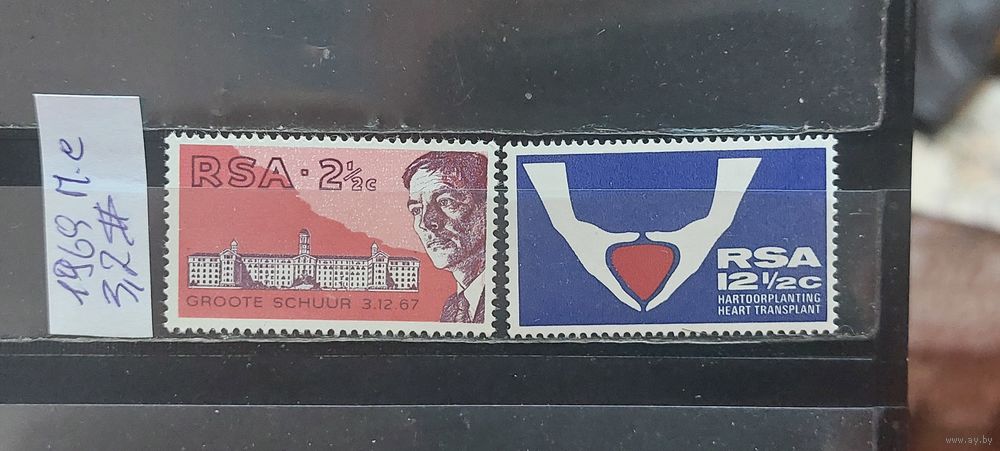 1969 м.с
3,2 #
RSA · 2½c
GROOTE SCHUUR 3.12.67
RSA
12½c
HARTOORPLANTING
HEART TRANSPLANT
www.ay.by